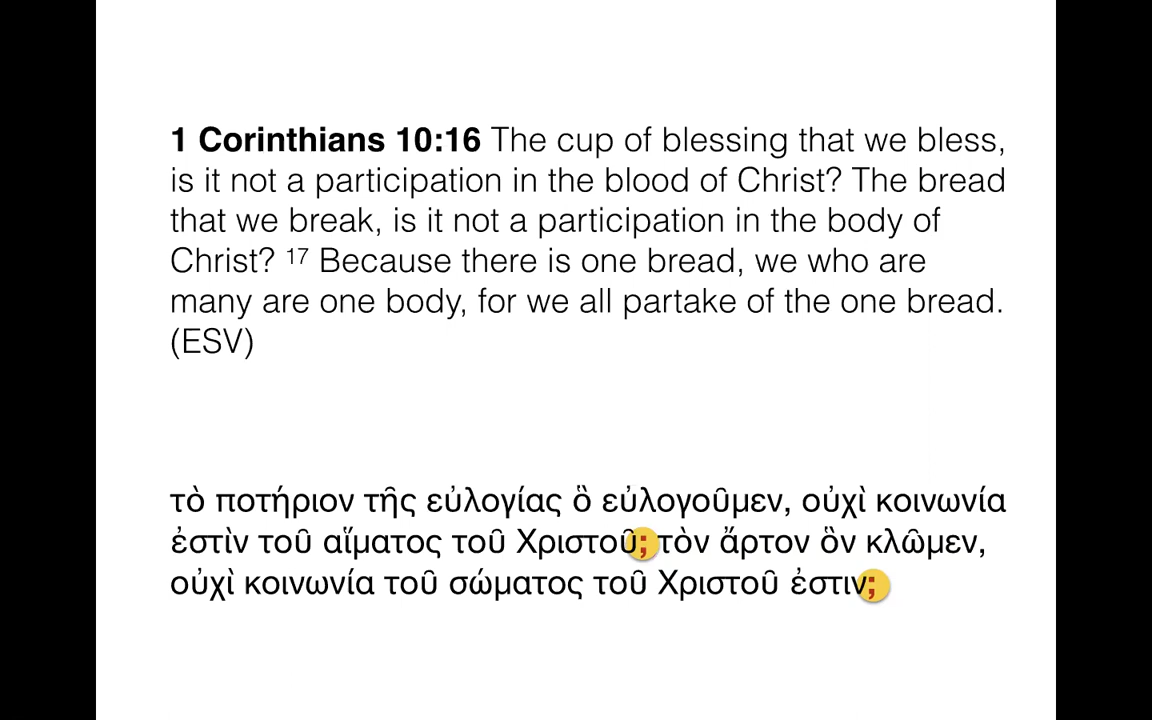 1 Corinthians 10:16 The cup of blessing that we bless,
is it not a participation in the blood of Christ? The bread
that we break, is it not a participation in the body of
Christ? ¹⁷ Because there is one bread, we who are
many are one body, for we all partake of the one bread.
(ESV)
τὸ ποτήριον τῆς εὐλογίας ὃ εὐλογοῦμεν, οὐχὶ κοινωνία
ἐστὶν τοῦ αἵματος τοῦ Χριστοῦ; τὸν ἄρτον ὃν κλῶμεν,
οὐχὶ κοινωνία τοῦ σώματος τοῦ Χριστοῦ ἐστιν;